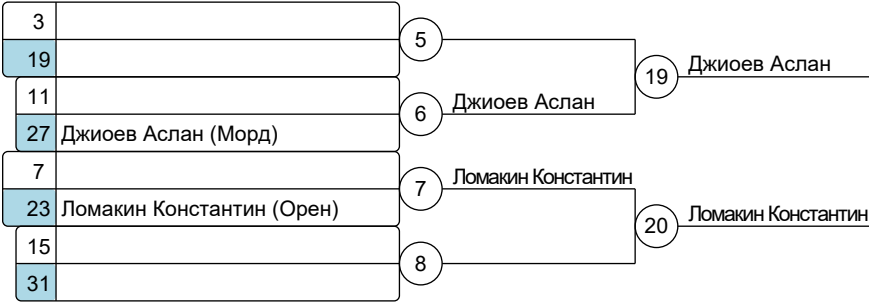 3
19
5
11
27 Джиоев Аслан (Морд)
6 Джиоев Аслан
19 Джиоев Аслан
7
23 Ломакин Константин (Орен)
7 Ломакин Константин
15
31
8
20 Ломакин Константин